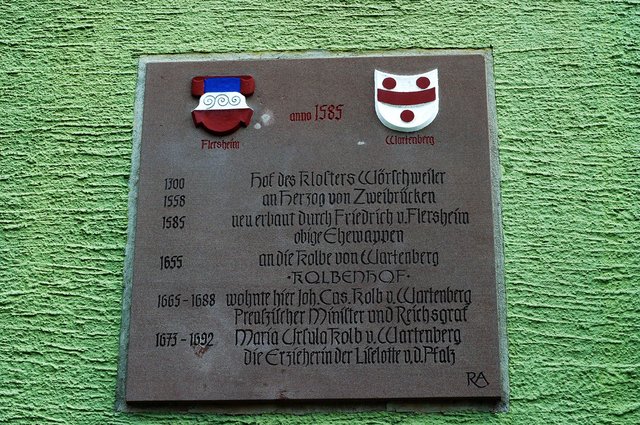 anno 1585
Flersheim
Wartenberg
1300 Hof des Klosters Wörschweiler
1558 an Herzog von Zweibrücken
1585 neu erbaut durch Friedrich v. Flersheim
obige Ehewappen
1655 an die Kolbe von Wartenberg
·KOLBENHOF·
1665-1688 wohnte hier Joh. Cas. Kolb v. Wartenberg
Preuszischer Minister und Reichsgraf
1675-1692 Maria Ursula Kolb v. Wartenberg
die Erzieherin der Liselotte v. d. Pfalz
RA